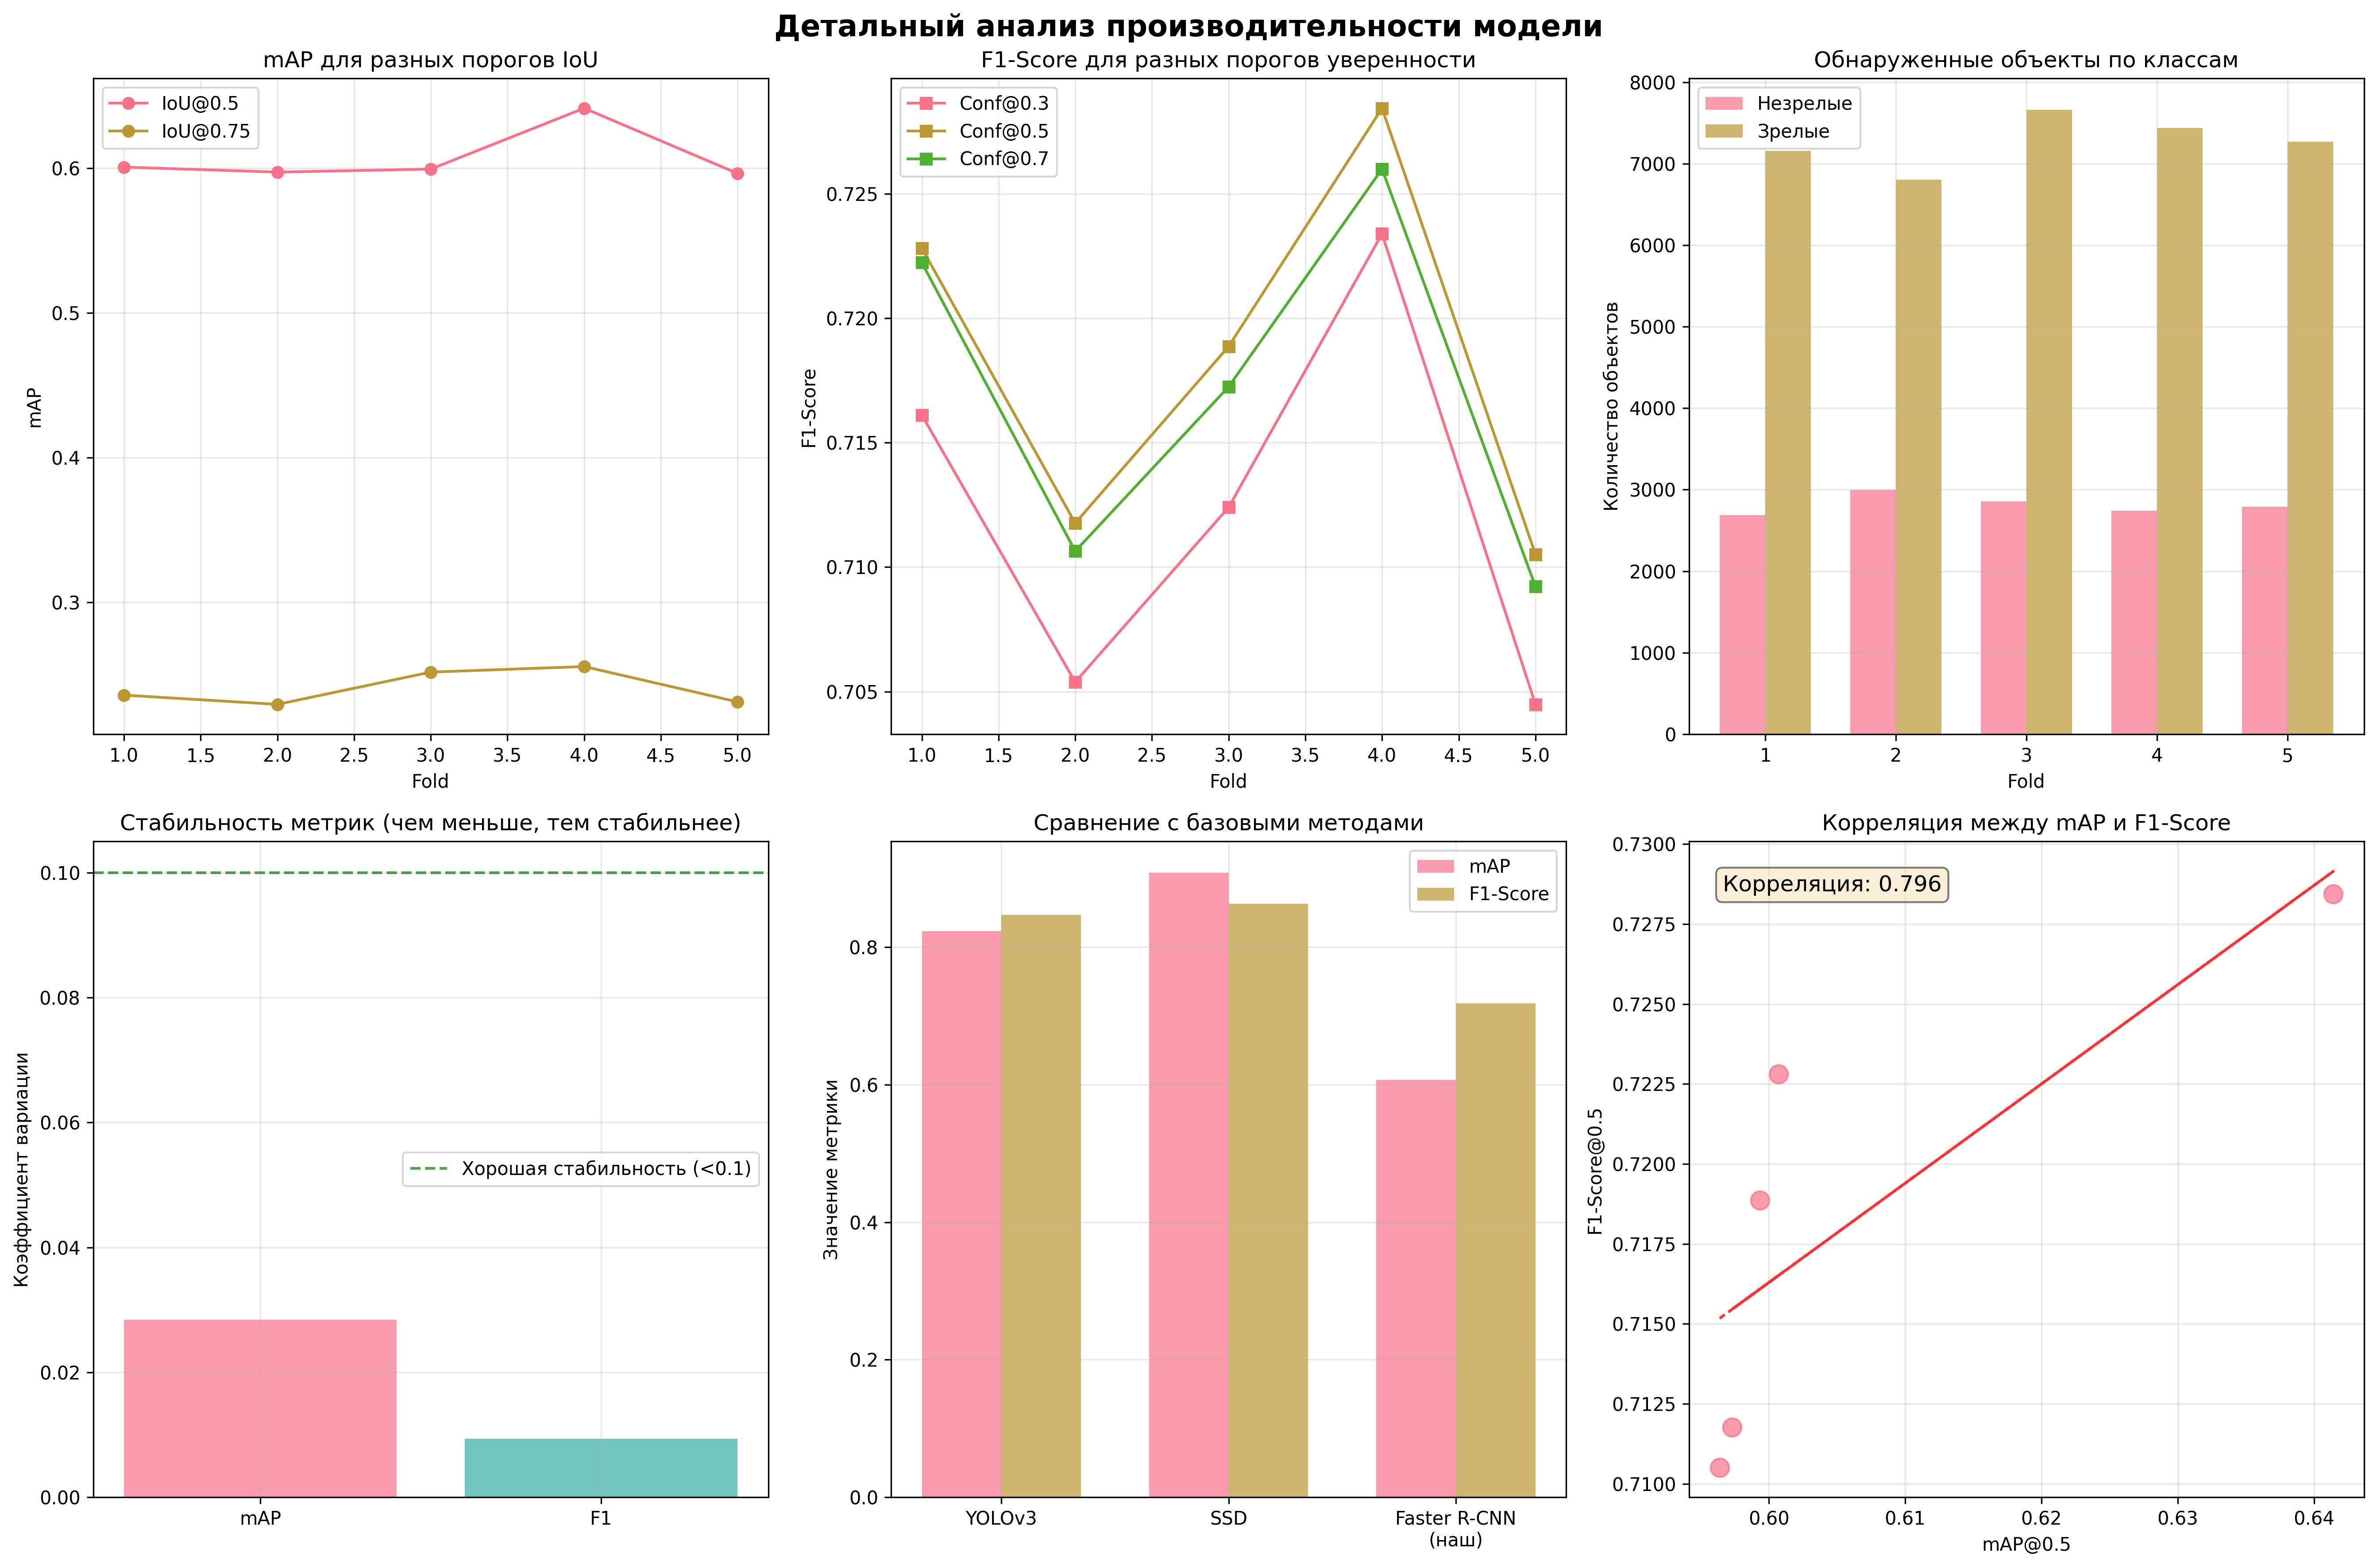 Детальный анализ производительности модели
mAP для разных порогов IoU
IoU@0.5
IoU@0.75
0.6
0.5
0.4
0.3
mAP
1.0 1.5 2.0 2.5 3.0 3.5 4.0 4.5 5.0
Fold
F1-Score для разных порогов уверенности
Conf@0.3
Conf@0.5
Conf@0.7
0.725
0.720
0.715
0.710
0.705
F1-Score
1.0 1.5 2.0 2.5 3.0 3.5 4.0 4.5 5.0
Fold
Обнаруженные объекты по классам
Незрелые
Зрелые
8000
7000
6000
5000
4000
3000
2000
1000
0
Количество объектов
1 2 3 4 5
Fold
Стабильность метрик (чем меньше, тем стабильнее)
0.10
0.08
0.06
0.04
0.02
0.00
Коэффициент вариации
Хорошая стабильность (<0.1)
mAP F1
Сравнение с базовыми методами
mAP
F1-Score
0.8
0.6
0.4
0.2
0.0
Значение метрики
YOLOv3 SSD Faster R-CNN
(наш)
Корреляция между mAP и F1-Score
Корреляция: 0.796
0.7300
0.7275
0.7250
0.7225
0.7200
0.7175
0.7150
0.7125
0.7100
F1-Score@0.5
0.60 0.61 0.62 0.63 0.64
mAP@0.5